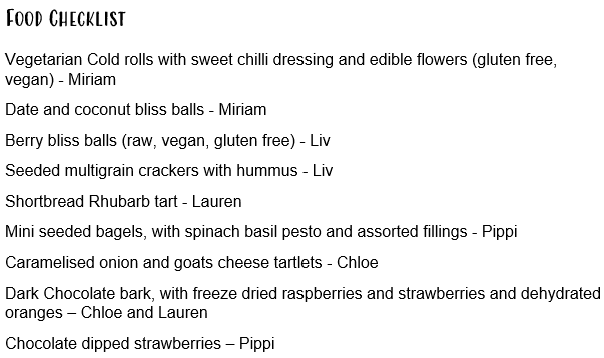 Food Checklist
Vegetarian Cold rolls with sweet chilli dressing and edible flowers (gluten free,
vegan) - Miriam
Date and coconut bliss balls - Miriam
Berry bliss balls (raw, vegan, gluten free) - Liv
Seeded multigrain crackers with hummus - Liv
Shortbread Rhubarb tart - Lauren
Mini seeded bagels, with spinach basil pesto and assorted fillings - Pippi
Caramelised onion and goats cheese tartlets - Chloe
Dark Chocolate bark, with freeze dried raspberries and strawberries and dehydrated
oranges – Chloe and Lauren
Chocolate dipped strawberries – Pippi